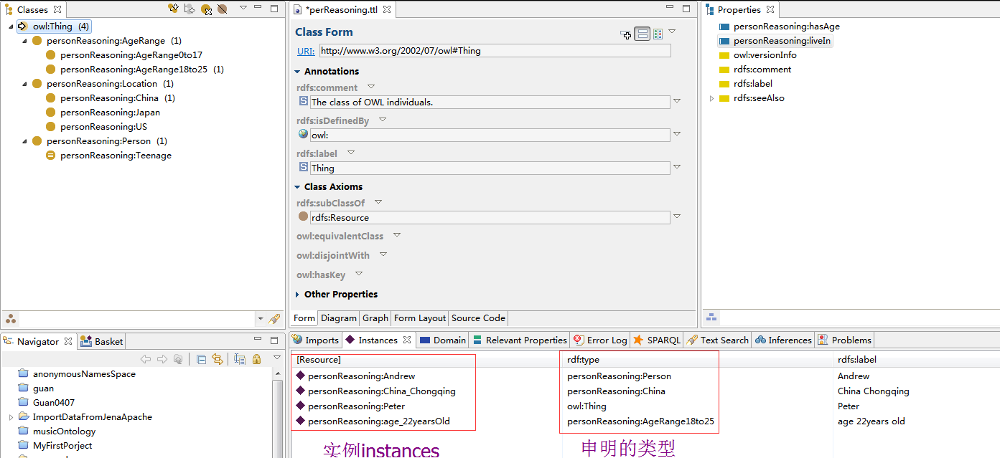 Classes
owl:Thing (4)
personReasoning:AgeRange (1)
personReasoning:AgeRange0to17
personReasoning:AgeRange18to25 (1)
personReasoning:Location (1)
personReasoning:China (1)
personReasoning:Japan
personReasoning:US
personReasoning:Person (1)
personReasoning:Teenage
*perReasoning.ttl
Class Form
URI: http://www.w3.org/2002/07/owl#Thing
Annotations
rdfs:comment
S The class of OWL individuals.
rdfs:isDefinedBy
owl:
rdfs:label
S Thing
Class Axioms
rdfs:subClassOf
rdfs:Resource
owl:equivalentClass
owl:disjointWith
owl:hasKey
Other Properties
Form Diagram Graph Form Layout Source Code
Properties
personReasoning:hasAge
personReasoning:liveIn
owl:versionInfo
rdfs:comment
rdfs:label
rdfs:seeAlso
Navigator Basket
anonymousNamesSpace
guan
Guan0407
ImportDataFromJenaApache
musicOntology
MyFirstPorject
Imports Instances Domain Relevant Properties Error Log SPARQL Text Search Inferences Problems
[Resource] rdf:type rdfs:label
personReasoning:Andrew personReasoning:Person Andrew
personReasoning:China_Chongqing personReasoning:China China Chongqing
personReasoning:Peter owl:Thing Peter
personReasoning:age_22yearsOld personReasoning:AgeRange18to25 age 22years old
实例instances 申明的类型